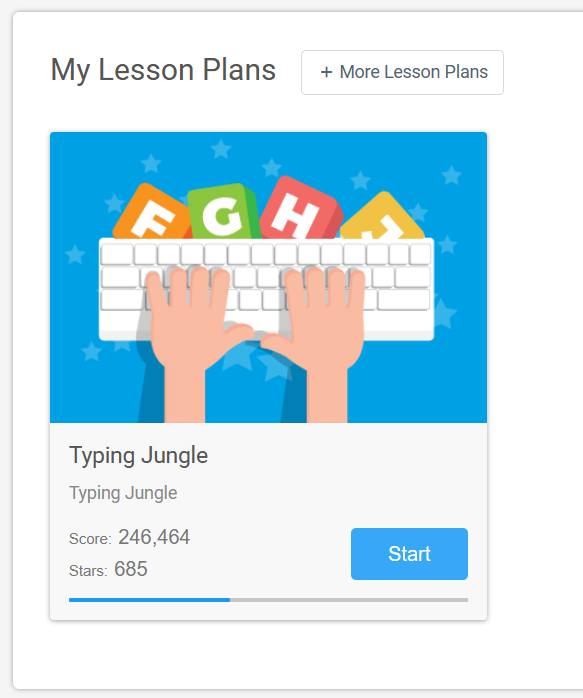 My Lesson Plans
+ More Lesson Plans
F G H J
Typing Jungle
Typing Jungle
Score: 246,464
Stars: 685
Start